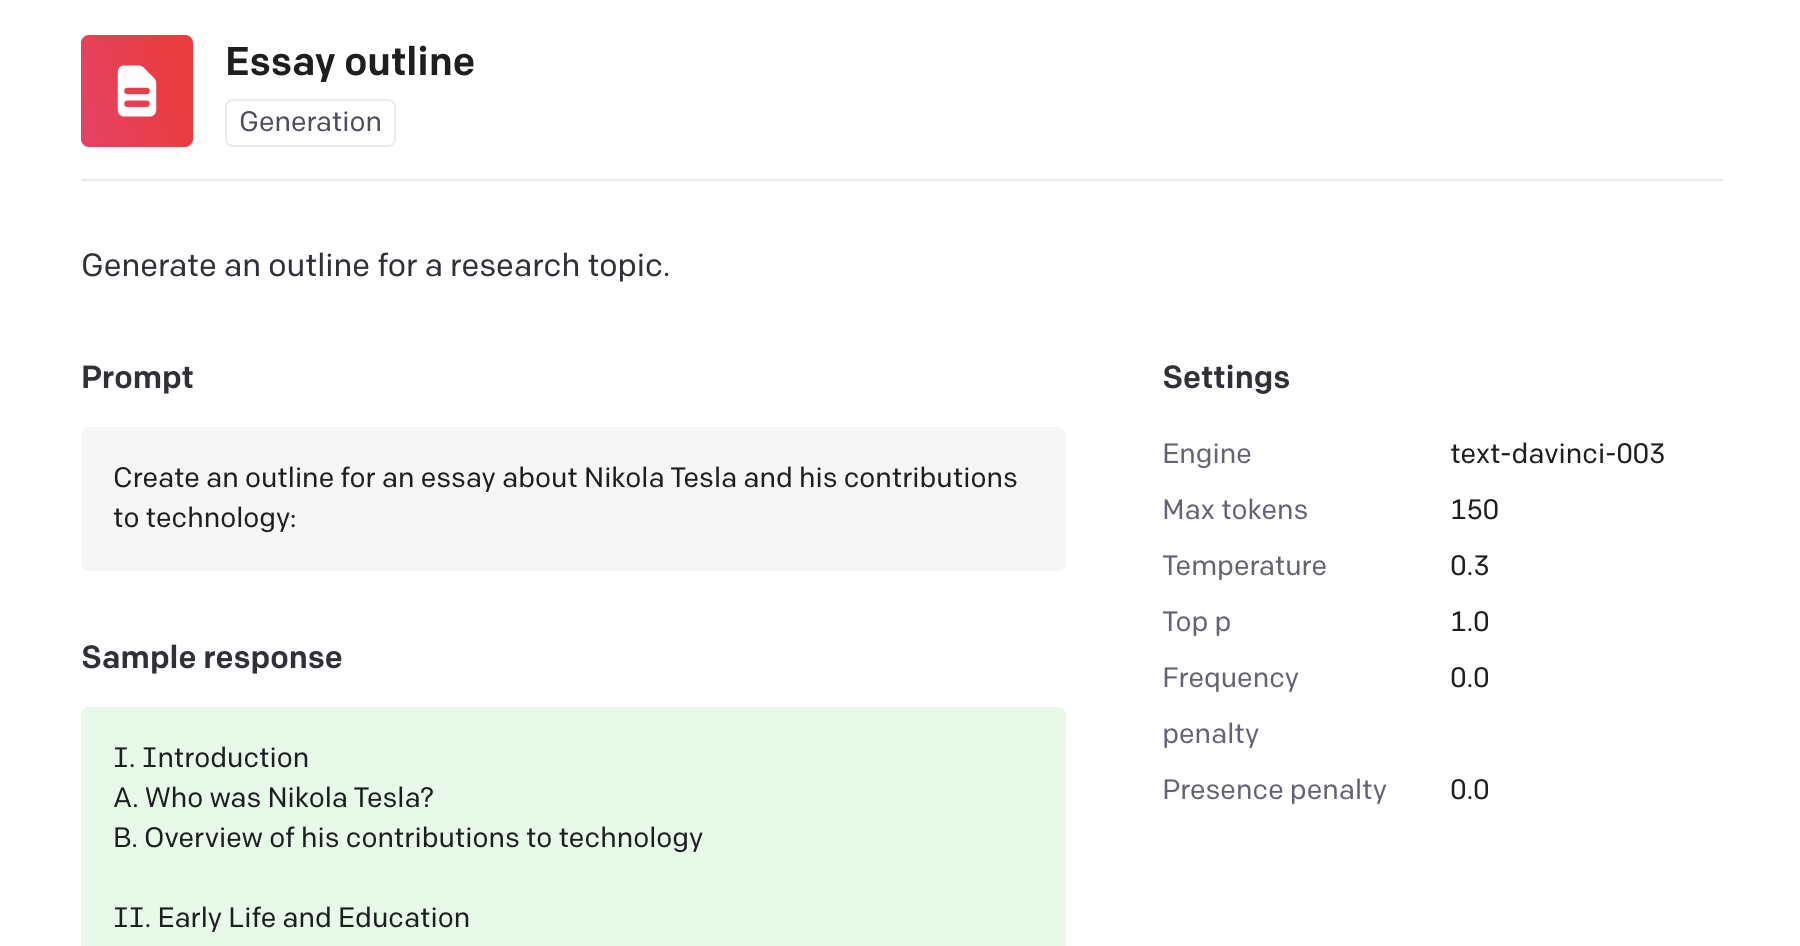 Essay outline
Generation
Generate an outline for a research topic.
Prompt
Create an outline for an essay about Nikola Tesla and his contributions
to technology:
Sample response
I. Introduction
A. Who was Nikola Tesla?
B. Overview of his contributions to technology
II. Early Life and Education
Settings
Engine text-davinci-003
Max tokens 150
Temperature 0.3
Top p 1.0
Frequency 0.0
penalty
Presence penalty 0.0